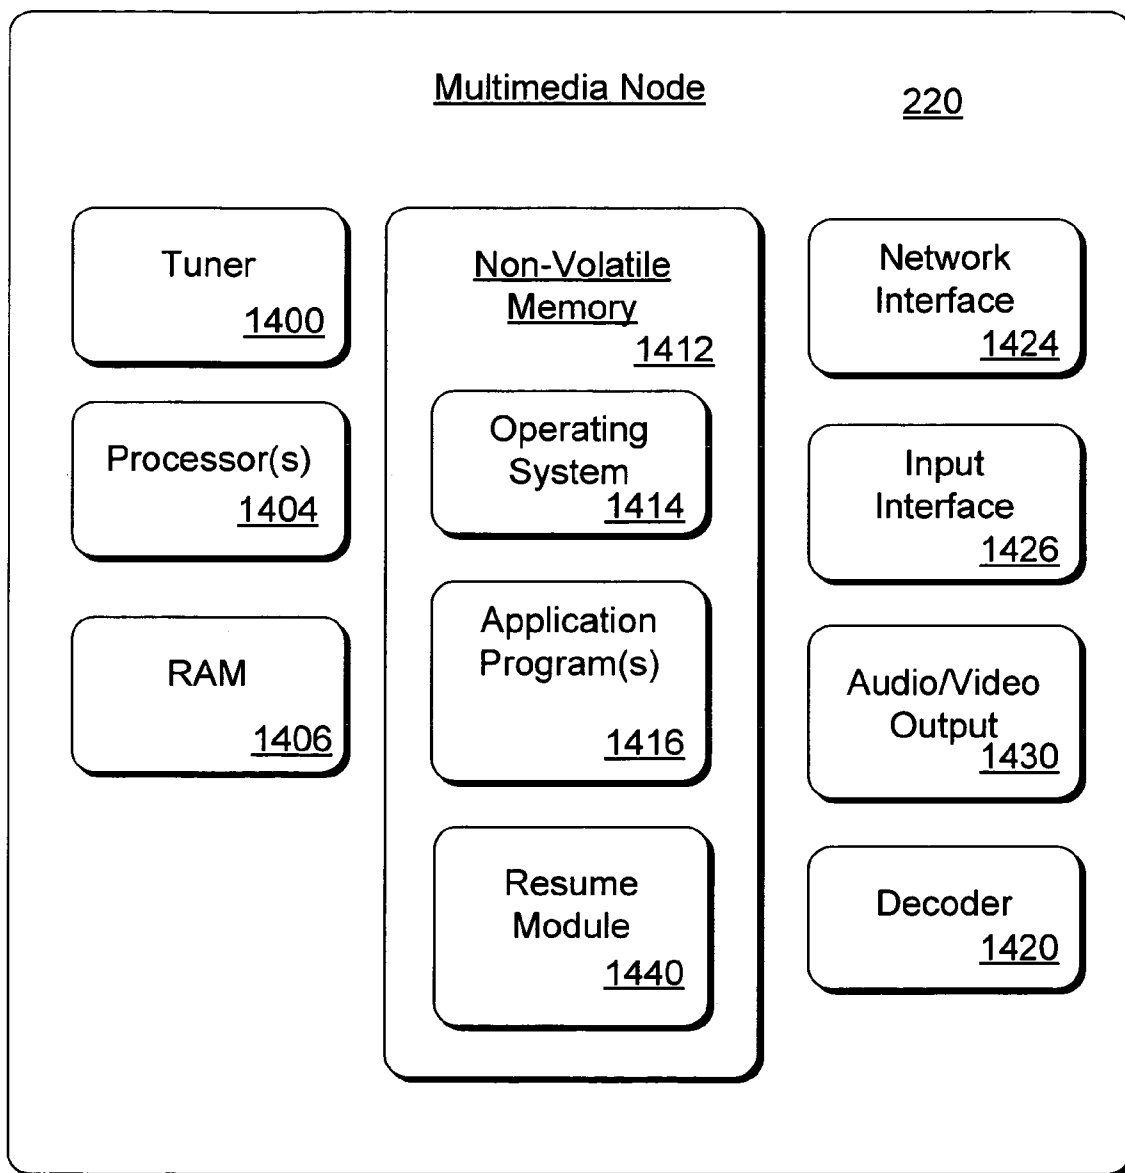 Multimedia Node
220
Tuner
1400
Processor(s)
1404
RAM
1406
Non-Volatile
Memory
1412
Operating
System
1414
Application
Program(s)
1416
Resume
Module
1440
Network
Interface
1424
Input
Interface
1426
Audio/Video
Output
1430
Decoder
1420